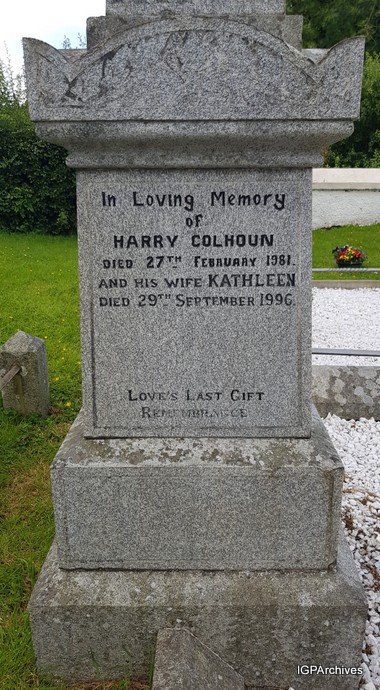 In Loving Memory
of
HARRY COLHOUN
DIED 27TH FEBRUARY 1981.
AND HIS WIFE KATHLEEN
DIED 29TH SEPTEMBER 1996.
LOVE'S LAST GIFT
REMEMBRANCE
IGPArchives